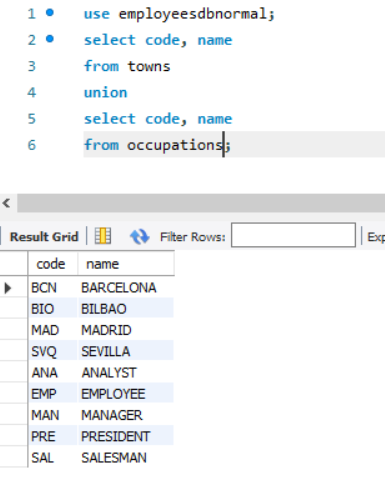 1 use employeesdbnormal;
2 select code, name
3 from towns
4 union
5 select code, name
6 from occupations;
Result Grid Filter Rows: Exp
code name
BCN BARCELONA
BIO BILBAO
MAD MADRID
SVQ SEVILLA
ANA ANALYST
EMP EMPLOYEE
MAN MANAGER
PRE PRESIDENT
SAL SALESMAN